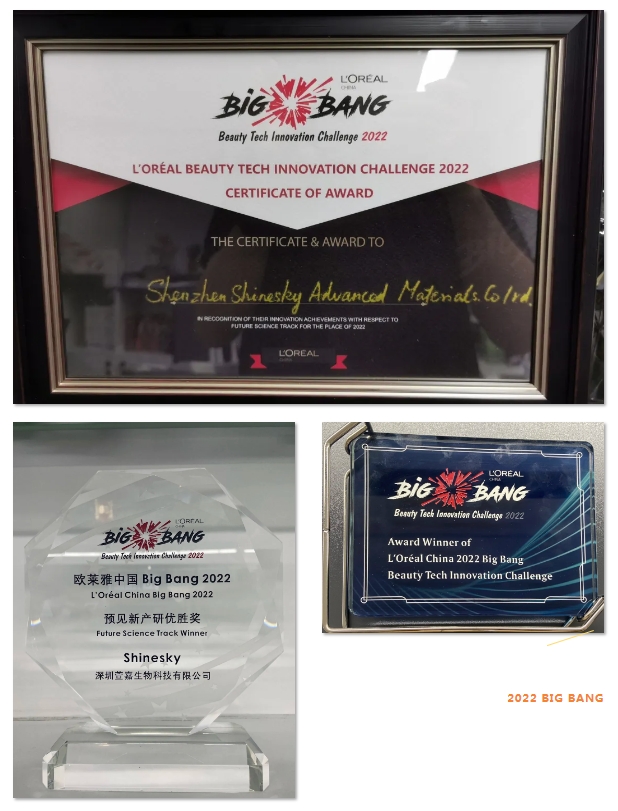 L'ORÉAL
CHINA
BIG BANG
Beauty Tech Innovation Challenge 2022
L'ORÉAL BEAUTY TECH INNOVATION CHALLENGE 2022
CERTIFICATE OF AWARD
THE CERTIFICATE & AWARD TO
Shenzhen Shinesky Advanced Materials. Co ltd.
IN RECOGNITION OF THEIR INNOVATION ACHIEVEMENTS WITH RESPECT TO
FUTURE SCIENCE TRACK FOR THE PLACE OF 2022
L'ORÉAL
CHINA
L'ORÉAL
CHINA
BIG BANG
Beauty Tech Innovation Challenge 2022
欧莱雅中国 Big Bang 2022
L'Oréal China Big Bang 2022
预见新产研优胜奖
Future Science Track Winner
Shinesky
深圳萱嘉生物科技有限公司
L'ORÉAL
CHINA
BIG BANG
Beauty Tech Innovation Challenge 2022
Award Winner of
L'Oréal China 2022 Big Bang
Beauty Tech Innovation Challenge
2022 BIG BANG